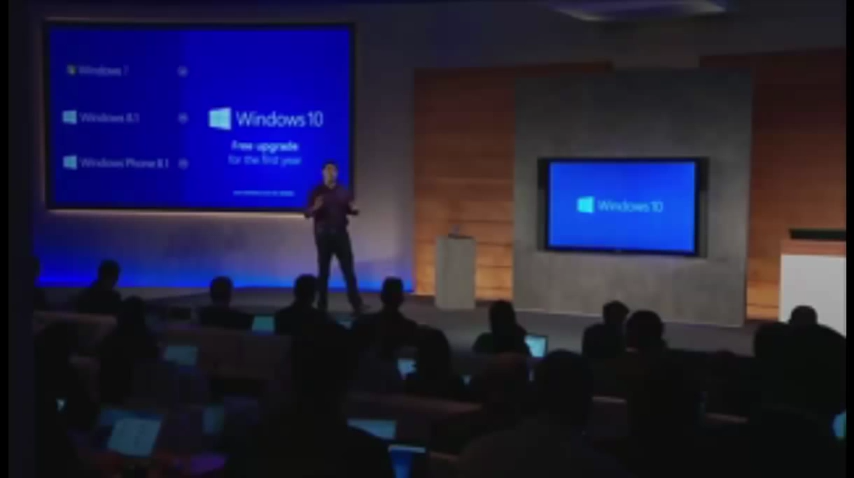 Windows 7
Windows 8.1
Windows Phone 8.1
Windows 10
Free upgrade
for the first year
Windows 10